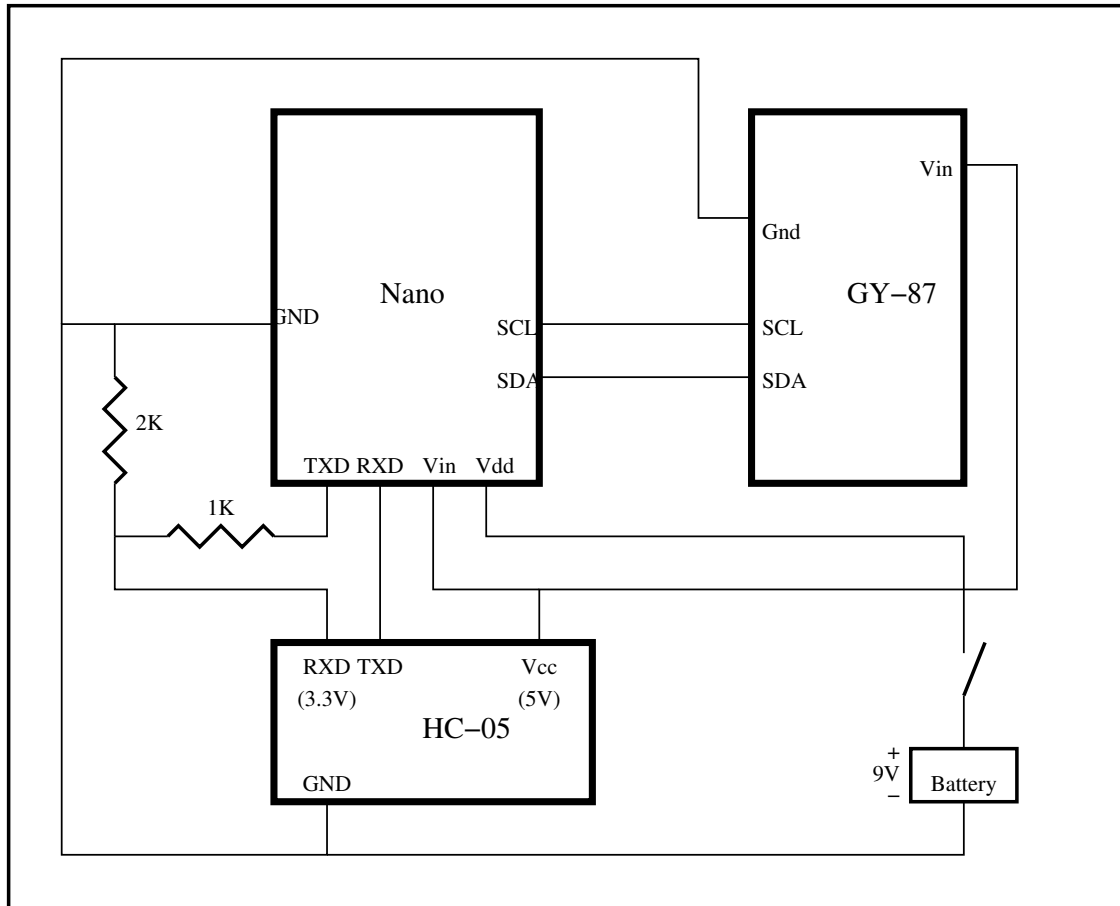 Vin
Gnd
Nano
GY−87
GND
SCL
SCL
SDA
SDA
2K
TXD RXD Vin Vdd
1K
RXD TXD Vcc
(3.3V) (5V)
HC−05
+
9V
−
Battery
GND